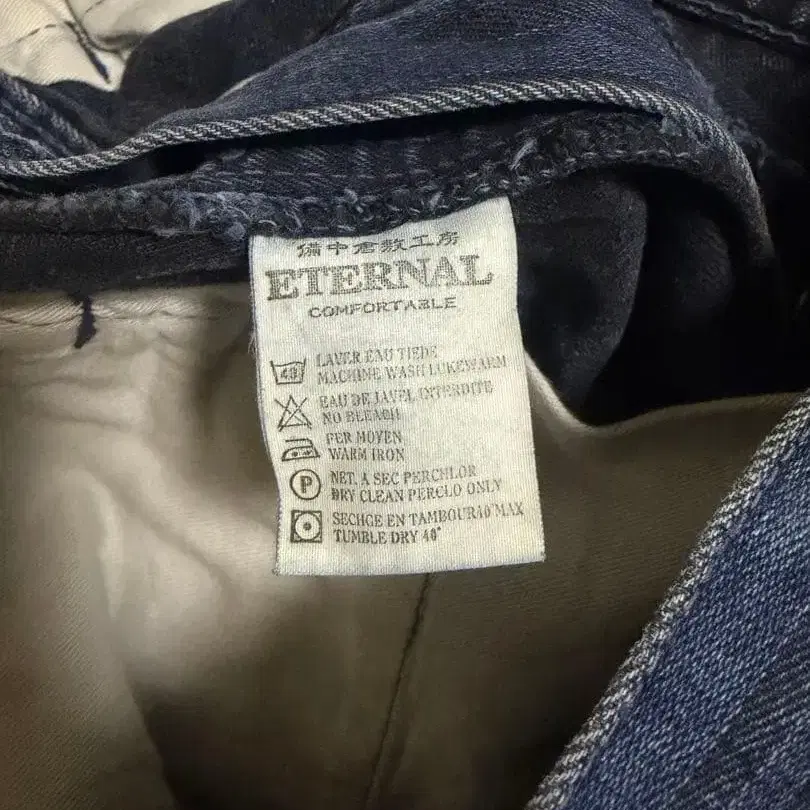 備中倉敷工房
ETERNAL
COMFORTABLE
40
LAVER EAU TIEDE
MACHINE WASH LUKEWARM
EAU DE JAVEL INTERDITE
NO BLEACH
FER MOYEN
WARM IRON
P
NET. A SEC PERCHLOR
DRY CLEAN PERCLO ONLY
SECHGE EN TAMBOUR40°MAX
TUMBLE DRY 40°